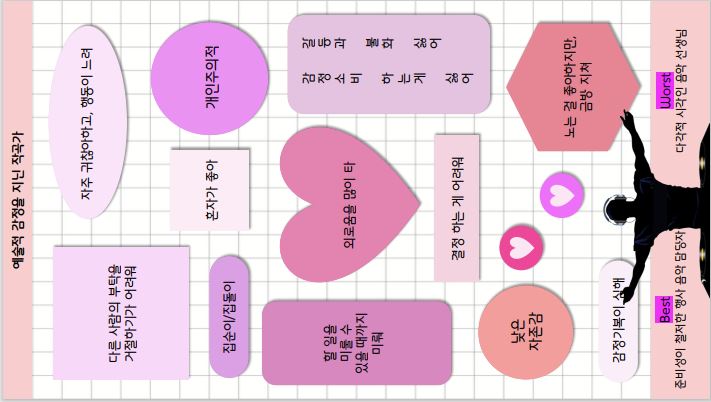 예술적 감정을 지닌 작곡가
다른 사람의 부탁을
거절하기가 어려워
자주 귀찮아하고, 행동이 느려
혼자가 좋아
개인주의적
집순이/집돌이
할 일을
미룰 수
있을 때까지
미뤄
외로움을 많이 타
갈등과 불화 싫어
감정소비 하는게 싫어
결정 하는 게 어려워
낮은
자존감
노는 걸 좋아하지만,
금방 지쳐
감정기복이 심해
Best
준비성이 철저한 행사 음악 담당자
Worst
다각적 시각인 음악 선생님